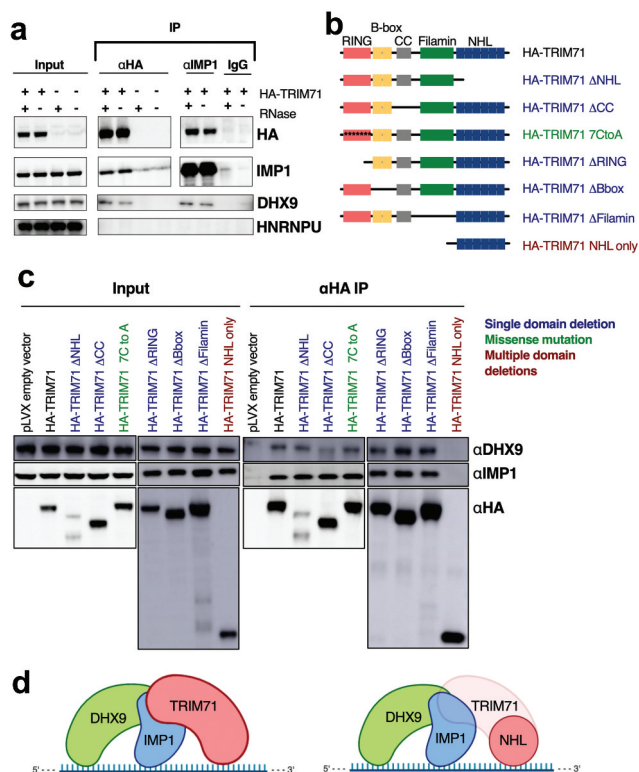 a
IP
Input
αHA
αIMP1
IgG
+ + - - + + - - + + + + HA-TRIM71
+ - + - + - + - + - + - RNase
HA
IMP1
DHX9
HNRNPU
b
B-box
RING CC Filamin NHL
HA-TRIM71
HA-TRIM71 ΔNHL
HA-TRIM71 ΔCC
******* HA-TRIM71 7CtoA
HA-TRIM71 ΔRING
HA-TRIM71 ΔBbox
HA-TRIM71 ΔFilamin
HA-TRIM71 NHL only
c
Input
αHA IP
pLVX empty vector
HA-TRIM71
HA-TRIM71 ΔNHL
HA-TRIM71 ΔCC
HA-TRIM71 7C to A
HA-TRIM71 ΔRING
HA-TRIM71 ΔBbox
HA-TRIM71 ΔFilamin
HA-TRIM71 NHL only
pLVX empty vector
HA-TRIM71
HA-TRIM71 ΔNHL
HA-TRIM71 ΔCC
HA-TRIM71 7C to A
HA-TRIM71 ΔRING
HA-TRIM71 ΔBbox
HA-TRIM71 ΔFilamin
HA-TRIM71 NHL only
Single domain deletion
Missense mutation
Multiple domain
deletions
αDHX9
αIMP1
αHA
d
DHX9
TRIM71
IMP1
5'
3'
DHX9
TRIM71
IMP1
NHL
5'
3'